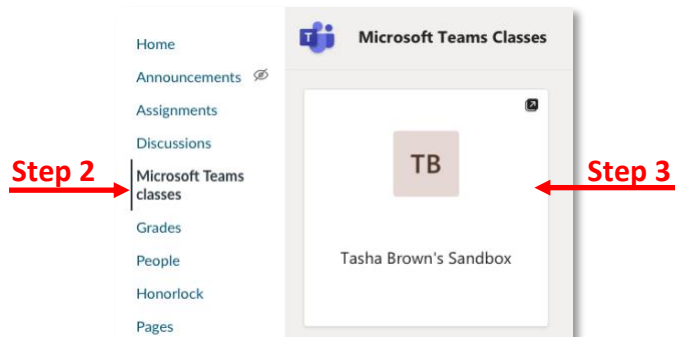 Home
Announcements
Assignments
Discussions
Microsoft Teams
classes
Grades
People
Honorlock
Pages
Step 2
T
Microsoft Teams Classes
TB
Tasha Brown's Sandbox
Step 3